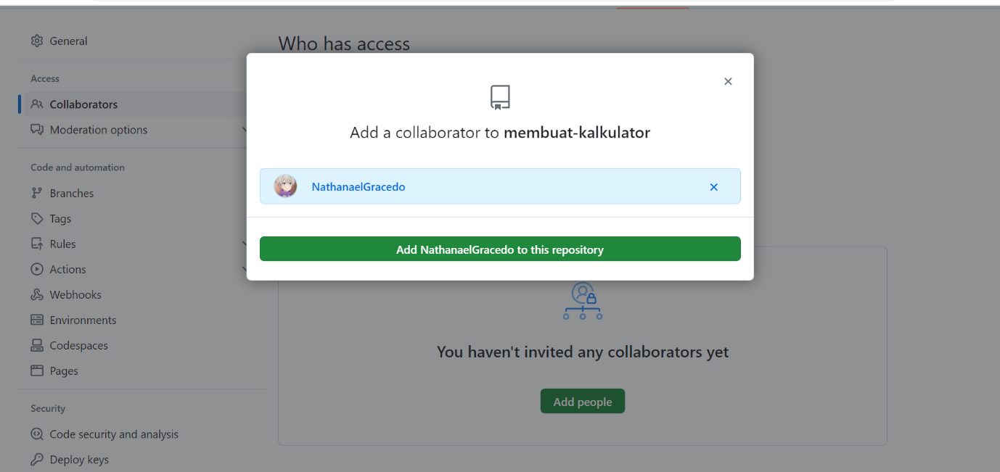 General
Access
Collaborators
Moderation options
Code and automation
Branches
Tags
Rules
Actions
Webhooks
Environments
Codespaces
Pages
Security
Code security and analysis
Deploy keys
Who has access
Add a collaborator to membuat-kalkulator
NathanaelGracedo
Add NathanaelGracedo to this repository
You haven't invited any collaborators yet
Add people